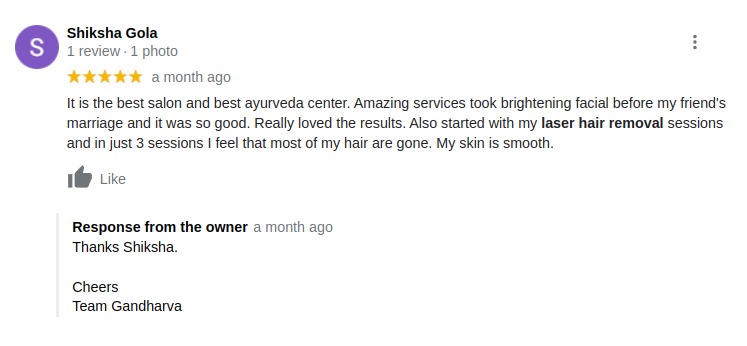 S
Shiksha Gola
1 review · 1 photo
a month ago
It is the best salon and best ayurveda center. Amazing services took brightening facial before my friend's
marriage and it was so good. Really loved the results. Also started with my laser hair removal sessions
and in just 3 sessions I feel that most of my hair are gone. My skin is smooth.
Like
Response from the owner a month ago
Thanks Shiksha.
Cheers
Team Gandharva